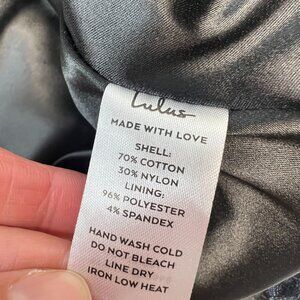 Lulus
MADE WITH LOVE
SHELL:
70% COTTON
30% NYLON
LINING:
96% POLYESTER
4% SPANDEX
HAND WASH COLD
DO NOT BLEACH
LINE DRY
IRON LOW HEAT